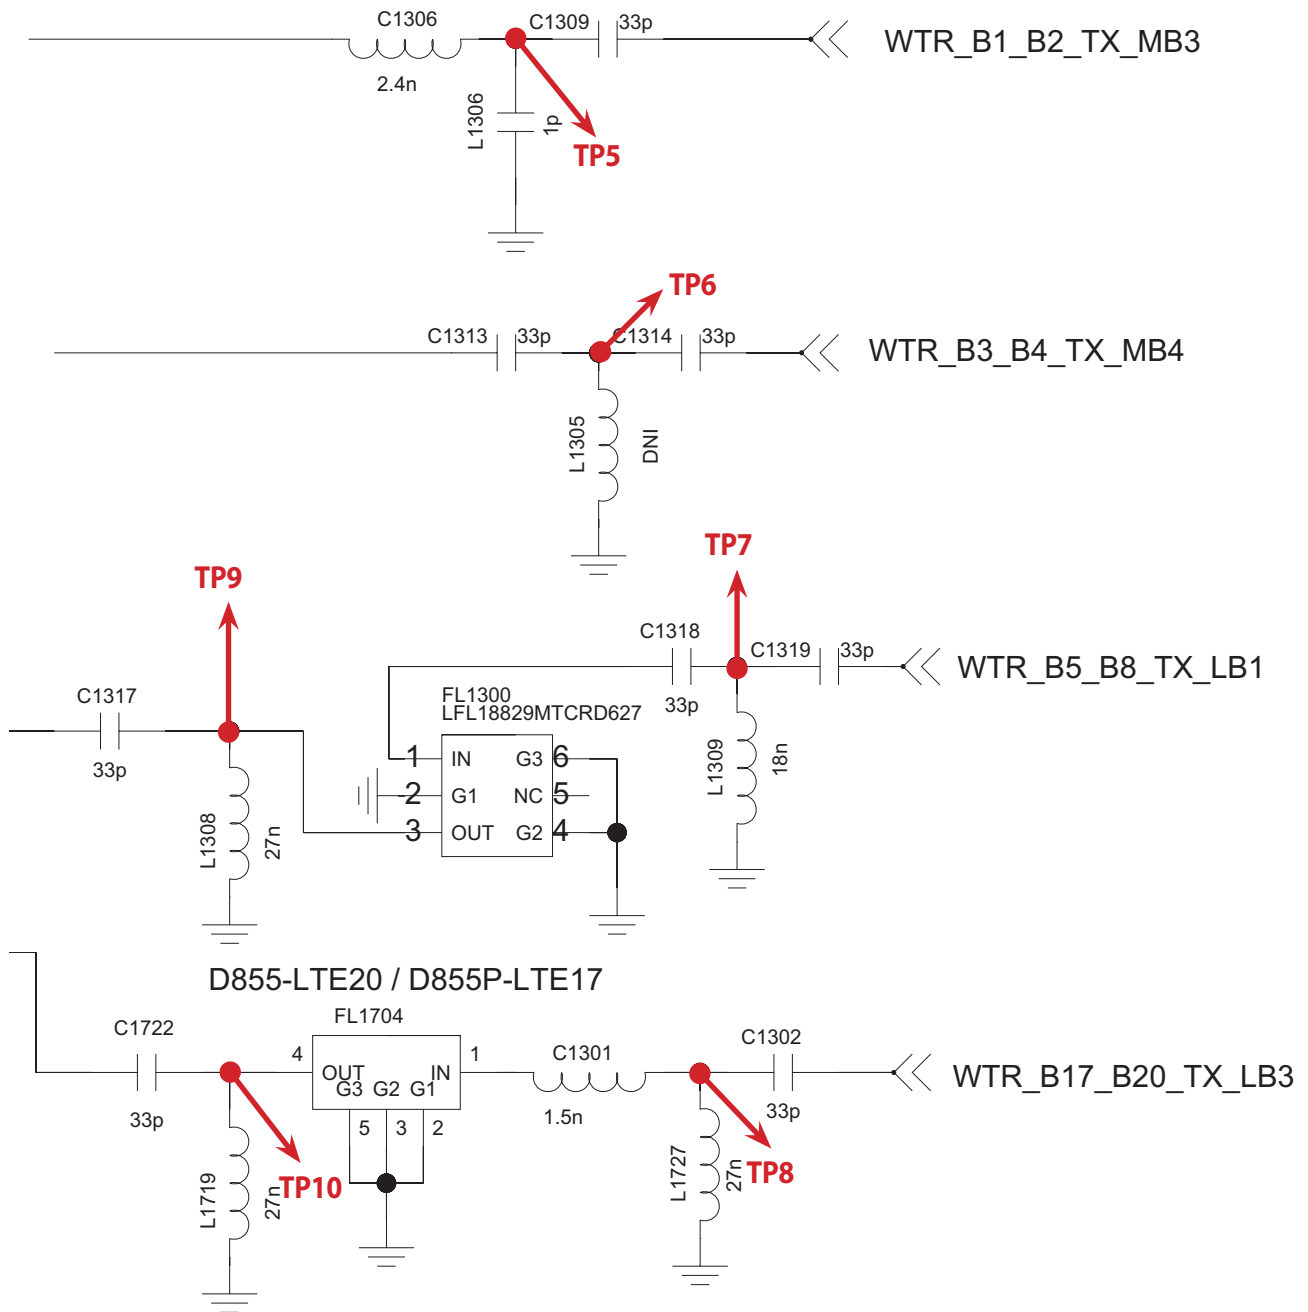 C1306
C1309 33p
WTR_B1_B2_TX_MB3
2.4n
L1306
1p
TP5
TP6
C1313 33p
C1314 33p
WTR_B3_B4_TX_MB4
L1305
DNI
TP7
TP9
C1318
C1319 33p
WTR_B5_B8_TX_LB1
33p
C1317
33p
FL1300
LFL18829MTCRD627
1 IN G3 6
2 G1 NC 5
3 OUT G2 4
L1309
18n
L1308
27n
D855-LTE20 / D855P-LTE17
FL1704
C1722
33p
4 OUT IN 1
G3 G2 G1
5 3 2
C1301
1.5n
C1302
33p
WTR_B17_B20_TX_LB3
L1727
27n
TP8
L1719
27n
TP10